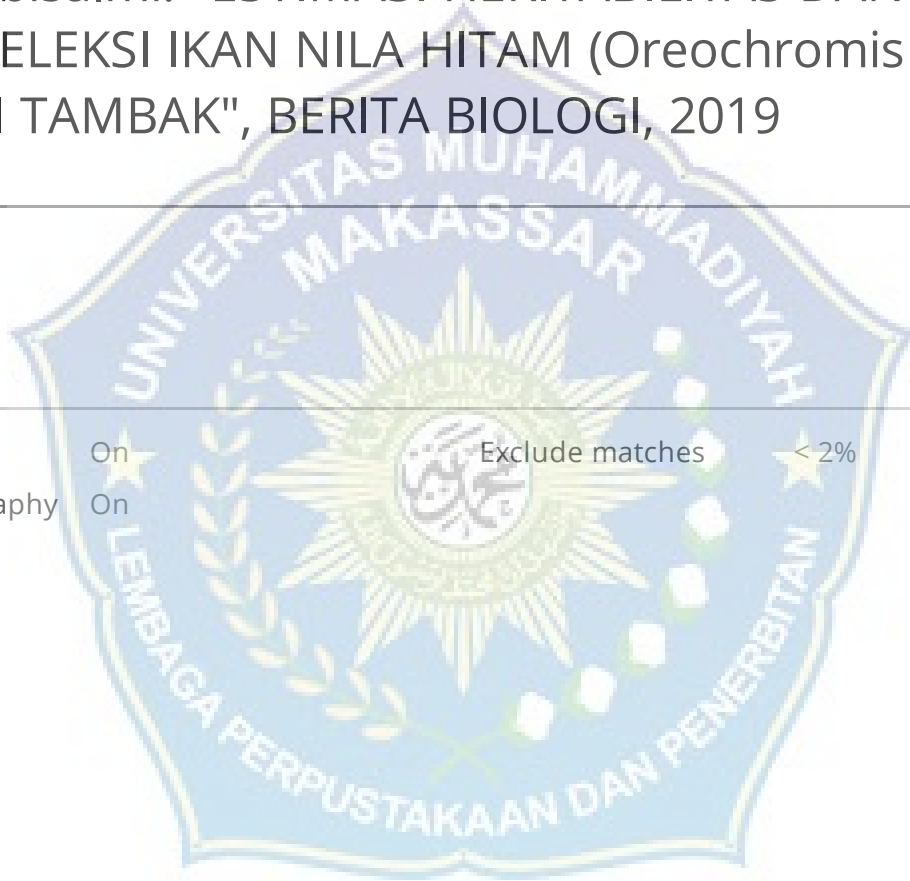 ELEKSI IKAN NILA HITAM (Oreochromis
TAMBAK", BERITA BIOLOGI, 2019
UNIVERSITAS MUHAMMADIYAH
MAKASSAR
On
Exclude matches
< 2%
aphy
On
LEMBAGA PERPUSTAKAAN DAN PENERBITAN